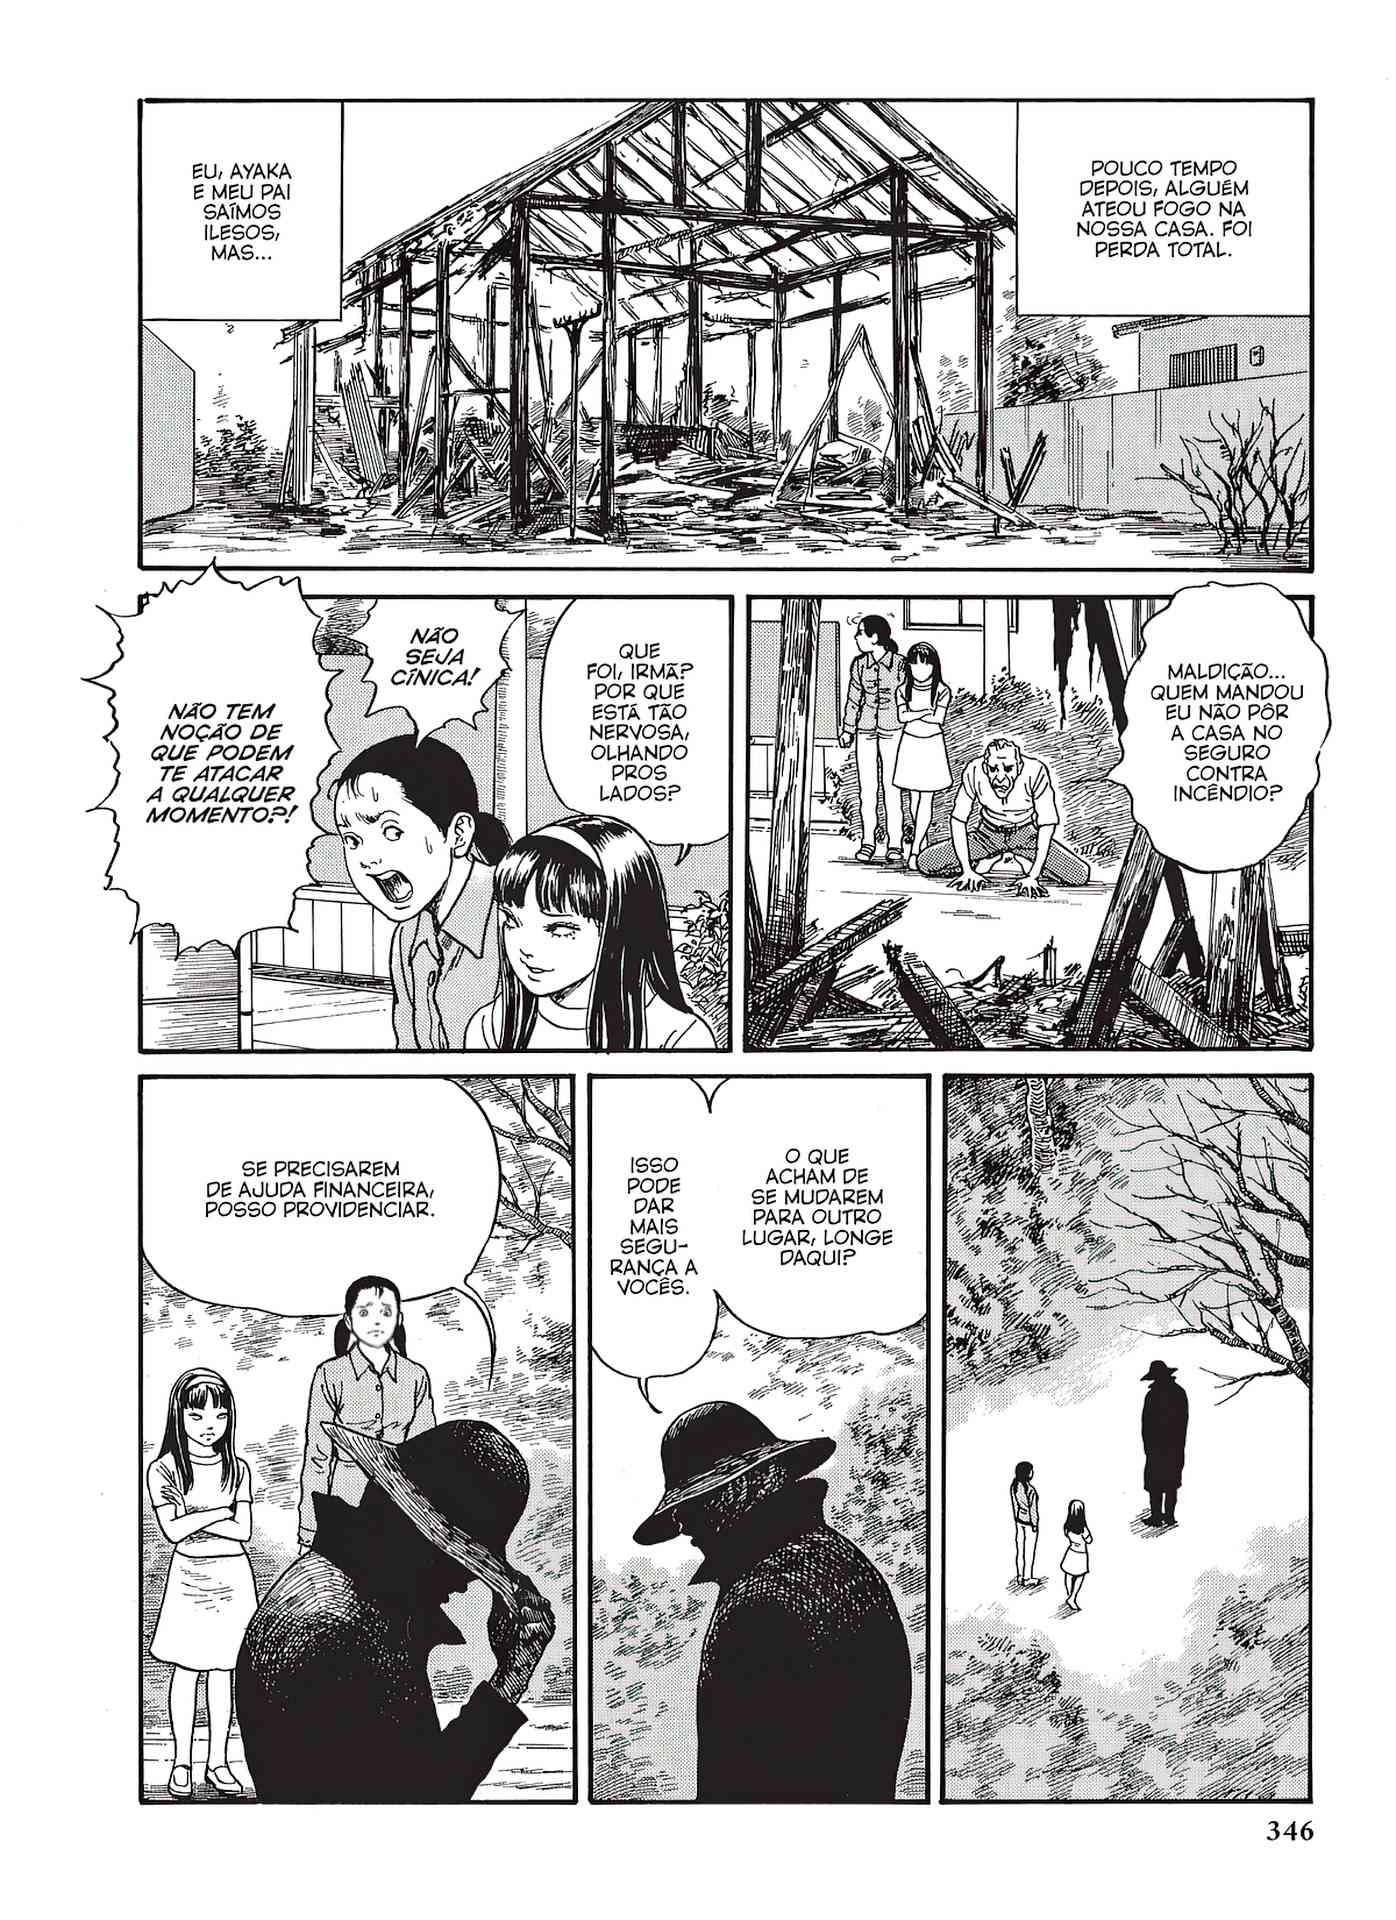 POUCO TEMPO
DEPOIS, ALGUÉM
ATEOU FOGO NA
NOSSA CASA. FOI
PERDA TOTAL.
EU, AYAKA
E MEU PAI
SAÍMOS
ILESOS,
MAS...
MALDIÇÃO...
QUEM MANDOU
EU NÃO PÔR
A CASA NO
SEGURO
CONTRA
INCÊNDIO?
QUE
FOI, IRMÃ?
POR QUE
ESTÁ TÃO
NERVOSA,
OLHANDO
PROS
LADOS?
NÃO
SEJA
CÍNICA!
NÃO TEM
NOÇÃO DE
QUE PODEM
TE ATACAR
A QUALQUER
MOMENTO?!
O QUE
ACHAM DE
SE MUDAREM
PARA OUTRO
LUGAR, LONGE
DAQUI?
ISSO
PODE
DAR
MAIS
SEGU-
RANÇA A
VOCÊS.
SE PRECISAREM
DE AJUDA FINANCEIRA,
POSSO PROVIDENCIAR.
346